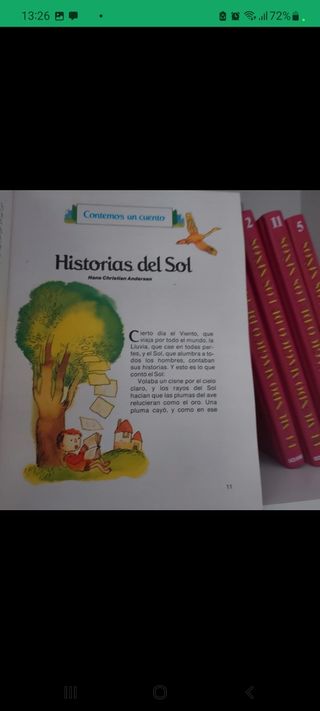 13:26
72%
Contemos un cuento
Historias del Sol
Hans Christian Andersen
Cierto día el Viento, que
viaja por todo el mundo, la
Lluvia, que cae en todas par-
tes, y el Sol, que alumbra a to-
dos los hombres, contaban
sus historias. Y esto es lo que
contó el Sol:
Volaba un cisne por el cielo
claro, y los rayos del Sol
hacían que las plumas del ave
relucieran como el oro. Una
pluma cayó, y como en ese
11
2
11
5